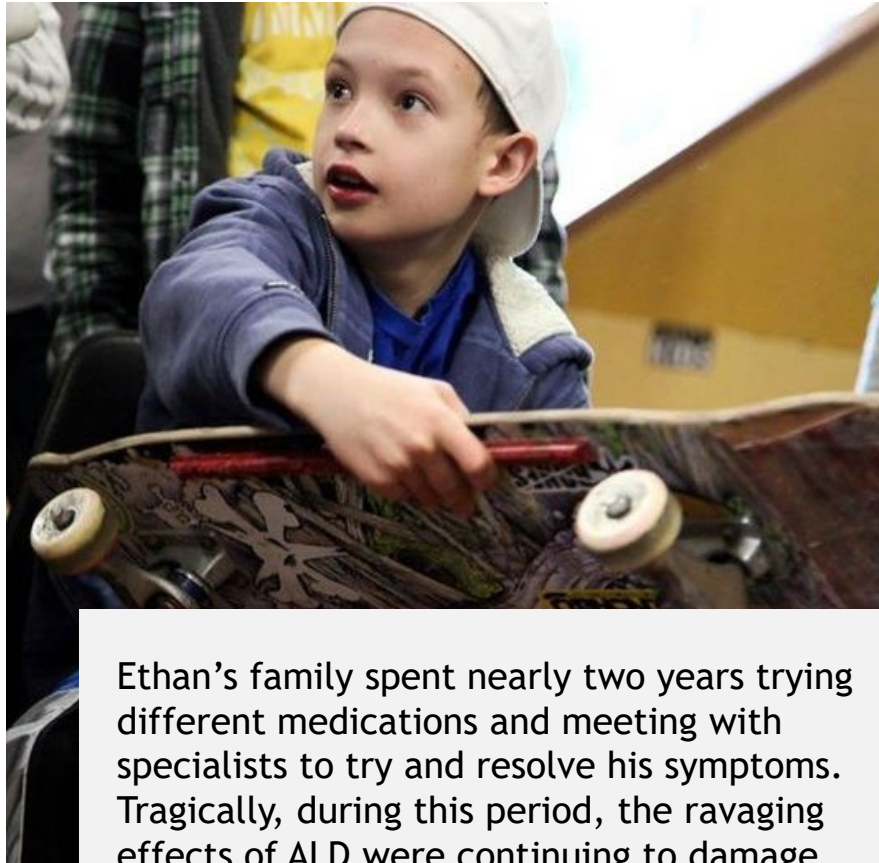 Ethan’s family spent nearly two years trying
different medications and meeting with
specialists to try and resolve his symptoms.
Tragically, during this period, the ravaging
effects of ALD were continuing to damage